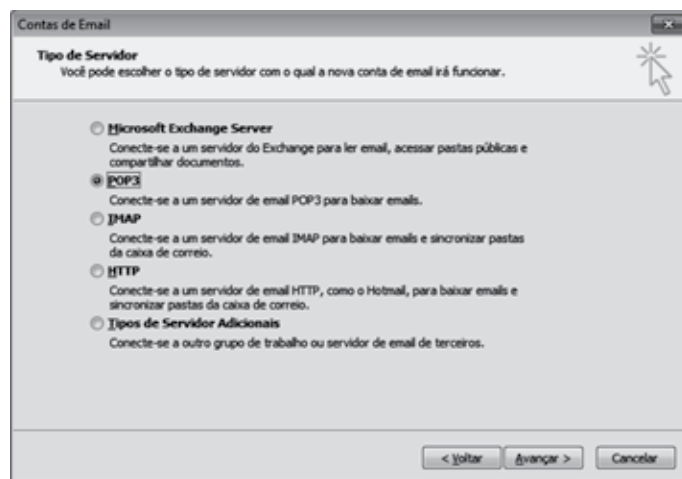 Contas de Email
Tipo de Servidor
Você pode escolher o tipo de servidor com o qual a nova conta de email irá funcionar.
Microsoft Exchange Server
Conecte-se a um servidor do Exchange para ler email, acessar pastas públicas e
compartilhar documentos.
POP3
Conecte-se a um servidor de email POP3 para baixar emails.
IMAP
Conecte-se a um servidor de email IMAP para baixar emails e sincronizar pastas
da caixa de correio.
HTTP
Conecte-se a um servidor de email HTTP, como o Hotmail, para baixar emails e
sincronizar pastas da caixa de correio.
Tipos de Servidor Adicionais
Conecte-se a outro grupo de trabalho ou servidor de email de terceiros.
< Voltar Avançar > Cancelar